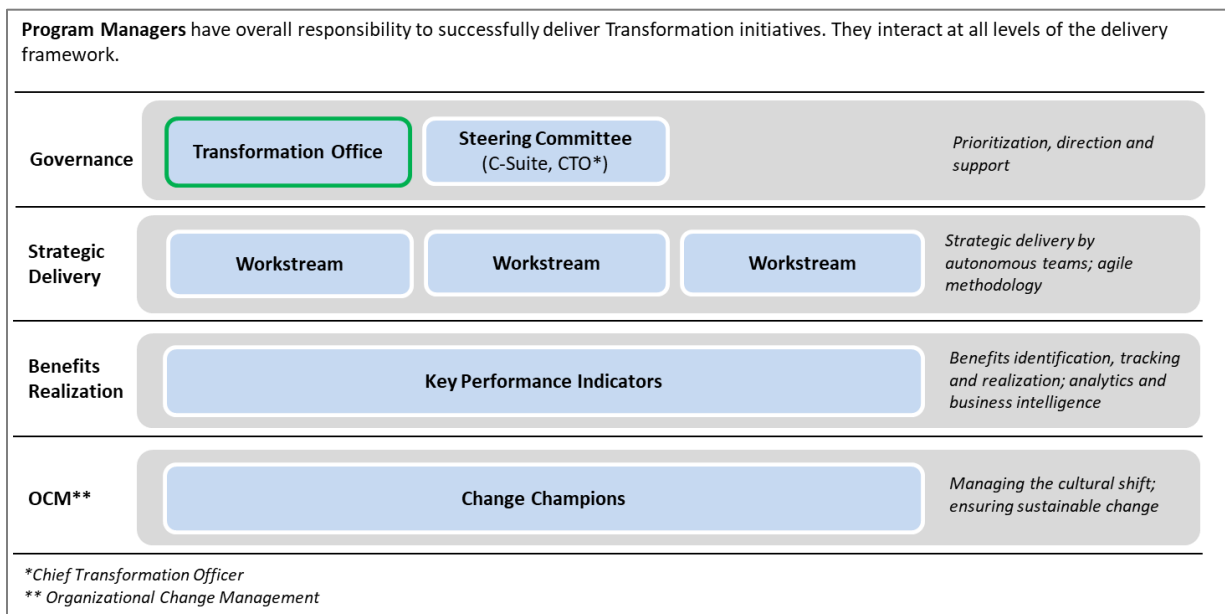 Program Managers have overall responsibility to successfully deliver Transformation initiatives. They interact at all levels of the delivery
framework.
Governance
Transformation Office
Steering Committee
(C-Suite, CTO*)
Prioritization, direction and
support
Strategic
Delivery
Workstream
Workstream
Workstream
Strategic delivery by
autonomous teams; agile
methodology
Benefits
Realization
Key Performance Indicators
Benefits identification, tracking
and realization; analytics and
business intelligence
OCM**
Change Champions
Managing the cultural shift;
ensuring sustainable change
*Chief Transformation Officer
** Organizational Change Management